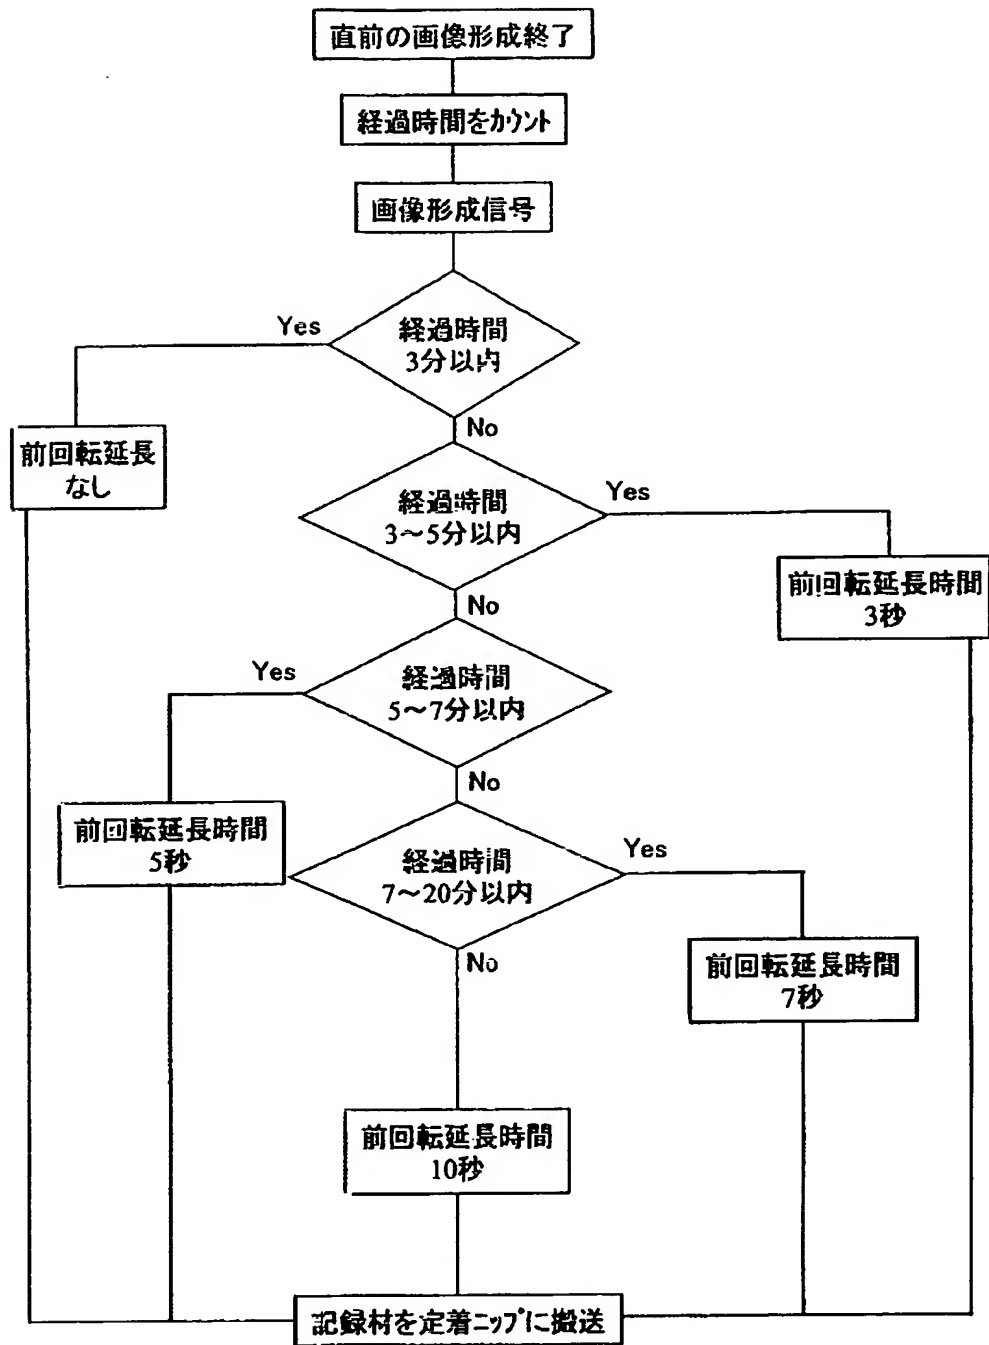 直前の画像形成終了
経過時間をカウント
画像形成信号
経過時間
3分以内
Yes
No
前回転延長
なし
経過時間
3～5分以内
Yes
No
前回転延長時間
3秒
経過時間
5～7分以内
Yes
No
前回転延長時間
5秒
経過時間
7～20分以内
Yes
No
前回転延長時間
7秒
前回転延長時間
10秒
記録材を定着ニップに搬送